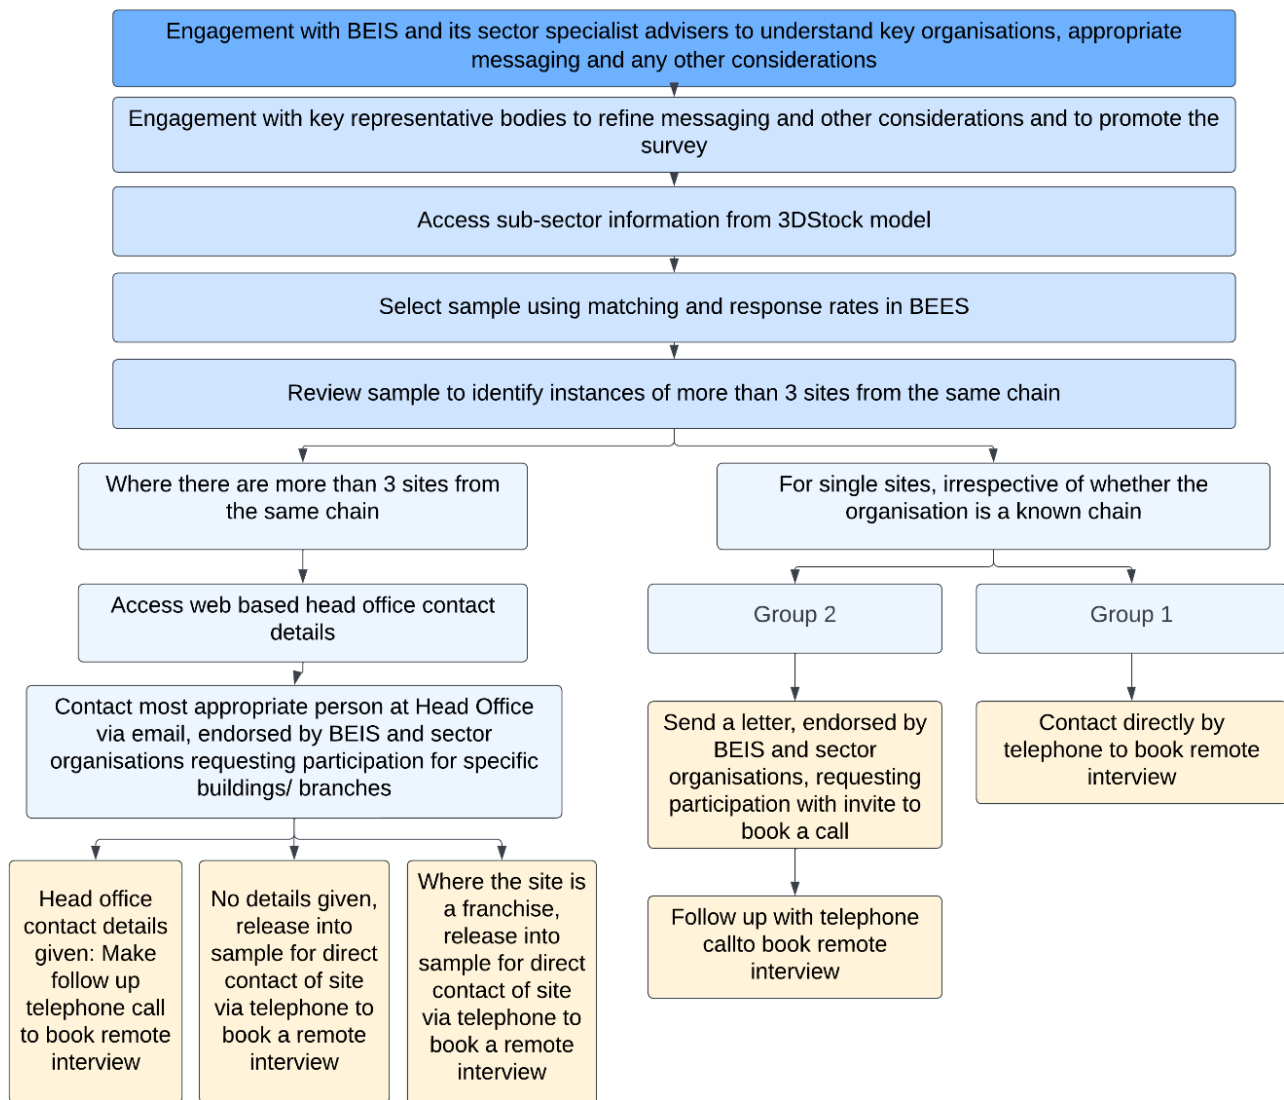 Engagement with BEIS and its sector specialist advisers to understand key organisations, appropriate
messaging and any other considerations
Engagement with key representative bodies to refine messaging and other considerations and to promote the
survey
Access sub-sector information from 3DStock model
Select sample using matching and response rates in BEES
Review sample to identify instances of more than 3 sites from the same chain
Where there are more than 3 sites from
the same chain
For single sites, irrespective of whether the
organisation is a known chain
Access web based head office contact
details
Group 2
Group 1
Contact most appropriate person at Head Office
via email, endorsed by BEIS and sector
organisations requesting participation for specific
buildings/ branches
Send a letter, endorsed by
BEIS and sector
organisations, requesting
participation with invite to
book a call
Contact directly by
telephone to book remote
interview
Head office
contact details
given: Make
follow up
telephone call
to book remote
interview
No details given,
release into
sample for direct
contact of site
via telephone to
book a remote
interview
Where the site is
a franchise,
release into
sample for direct
contact of site
via telephone to
book a remote
interview
Follow up with telephone
callto book remote
interview